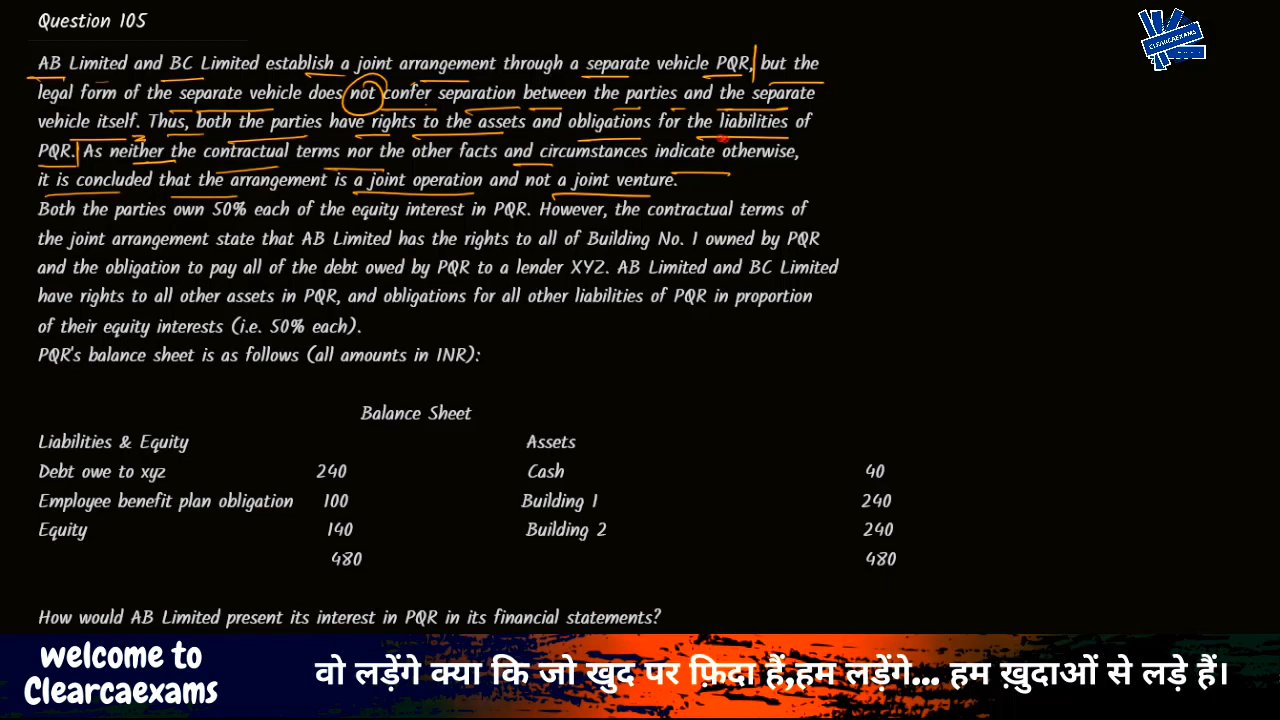 Question 105
CLEARCAEXAMS
AB Limited and BC Limited establish a joint arrangement through a separate vehicle PQR, but the
legal form of the separate vehicle does not confer separation between the parties and the separate
vehicle itself. Thus, both the parties have rights to the assets and obligations for the liabilities of
PQR. As neither the contractual terms nor the other facts and circumstances indicate otherwise,
it is concluded that the arrangement is a joint operation and not a joint venture.
Both the parties own 50% each of the equity interest in PQR. However, the contractual terms of
the joint arrangement state that AB Limited has the rights to all of Building No. 1 owned by PQR
and the obligation to pay all of the debt owed by PQR to a lender XYZ. AB Limited and BC Limited
have rights to all other assets in PQR, and obligations for all other liabilities of PQR in proportion
of their equity interests (i.e. 50% each).
PQR's balance sheet is as follows (all amounts in INR):
Balance Sheet
Liabilities & Equity Assets
Debt owe to xyz 240 Cash 40
Employee benefit plan obligation 100 Building 1 240
Equity 140 Building 2 240
480 480
How would AB Limited present its interest in PQR in its financial statements?
welcome to
Clearcaexams
वो लड़ेंगे क्या कि जो खुद पर फ़िदा हैं,हम लड़ेंगे... हम ख़ुदाओं से लड़े हैं।